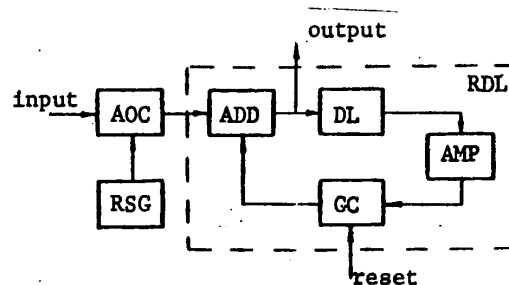 output
RDL
input
AOC
ADD
DL
AMP
RSG
GC
reset